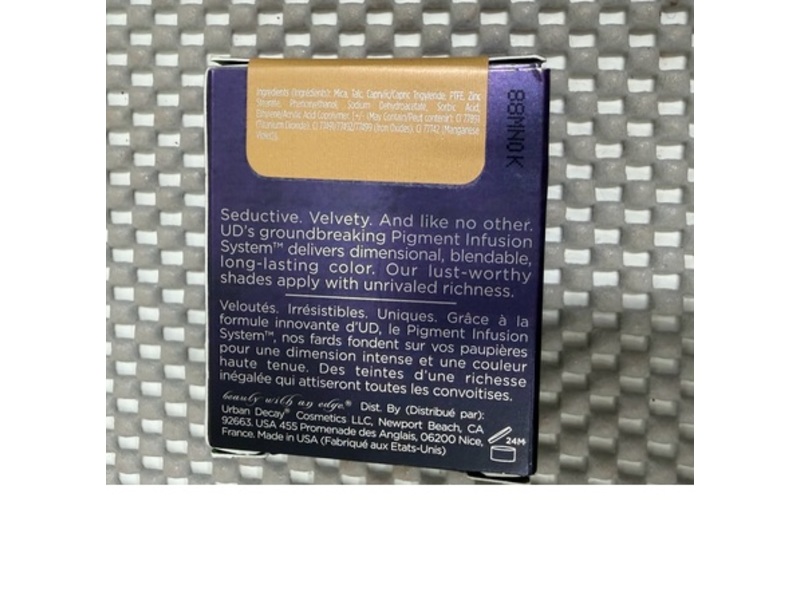 Ingredients (Ingrédients): Mica, Talc, Caprylic/Capric Triglyceride, PTFE, Zinc
Stearate, Phenoxyethanol, Sodium Dehydroacetate, Sorbic Acid,
Ethylene/Acrylic Acid Copolymer, [+/- (May Contain/Peut contenir): CI 77891
(Titanium Dioxide), CI 77491/77492/77499 (Iron Oxides), CI 77742 (Manganese
Violet)].
88MN0K
Seductive. Velvety. And like no other.
UD's groundbreaking Pigment Infusion
System™ delivers dimensional, blendable,
long-lasting color. Our lust-worthy
shades apply with unrivaled richness.
Veloutés. Irrésistibles. Uniques. Grâce à la
formule innovante d'UD, le Pigment Infusion
System™, nos fards fondent sur vos paupières
pour une dimension intense et une couleur
haute tenue. Des teintes d'une richesse
inégalée qui attiseront toutes les convoitises.
beauty with an edge.® Dist. By (Distribué par):
Urban Decay® Cosmetics LLC, Newport Beach, CA
92663. USA 455 Promenade des Anglais, 06200 Nice,
France. Made in USA (Fabriqué aux Etats-Unis)
24M